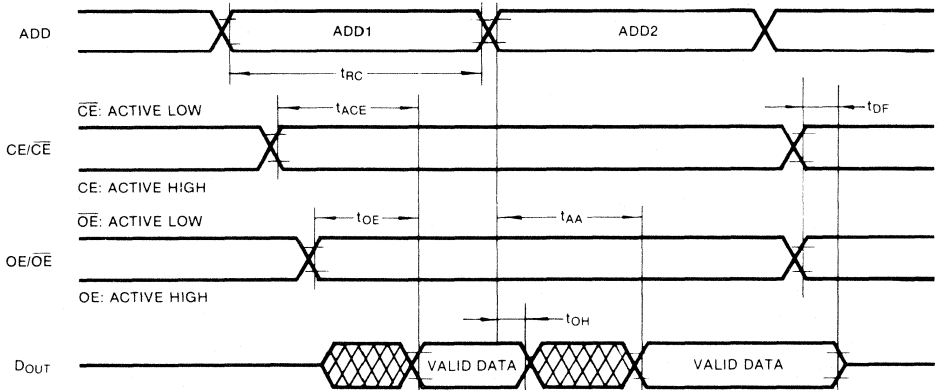 ADD
ADD1
ADD2
tRC
CE: ACTIVE LOW
tACE
tDF
CE/CE
CE: ACTIVE HIGH
OE: ACTIVE LOW
tOE
tAA
OE/OE
OE: ACTIVE HIGH
tOH
DOUT
VALID DATA
VALID DATA